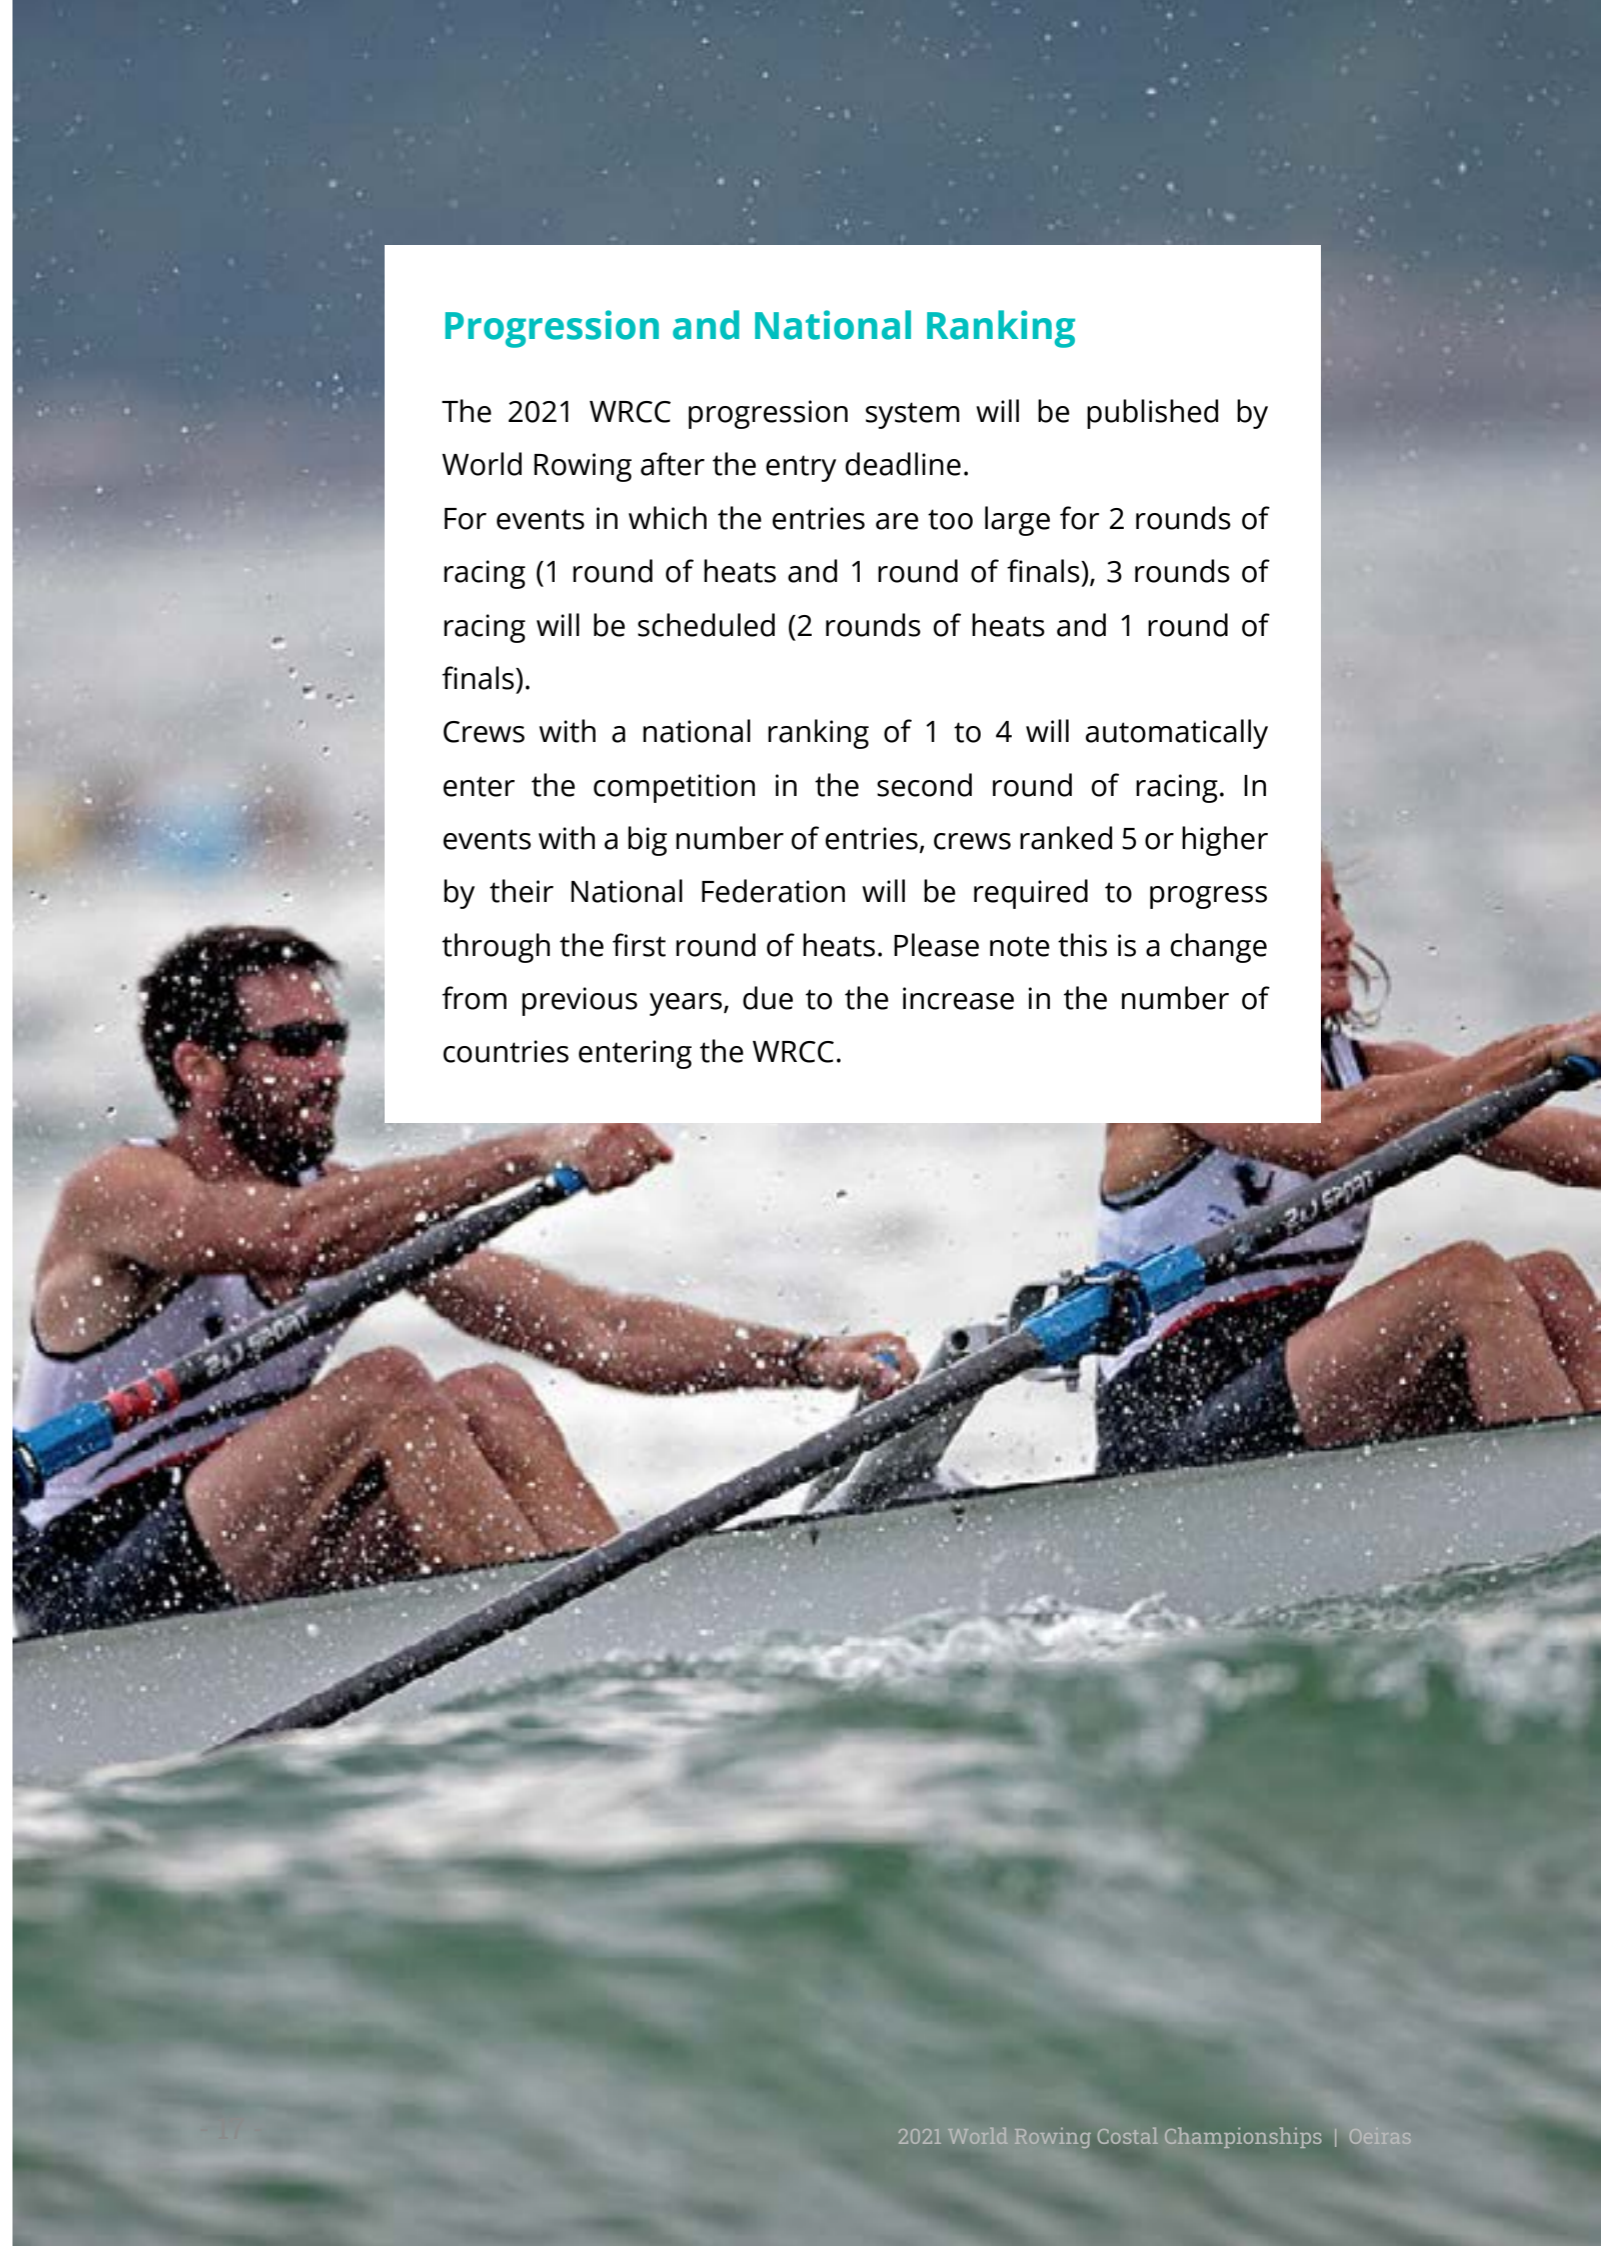 Progression and National Ranking
The 2021 WRCC progression system will be published by
World Rowing after the entry deadline.
For events in which the entries are too large for 2 rounds of
racing (1 round of heats and 1 round of finals), 3 rounds of
racing will be scheduled (2 rounds of heats and 1 round of
finals).
Crews with a national ranking of 1 to 4 will automatically
enter the competition in the second round of racing. In
events with a big number of entries, crews ranked 5 or higher
by their National Federation will be required to progress
through the first round of heats. Please note this is a change
from previous years, due to the increase in the number of
countries entering the WRCC.
SPORT
SPORT
- 17 -
2021 World Rowing Costal Championships | Oeiras